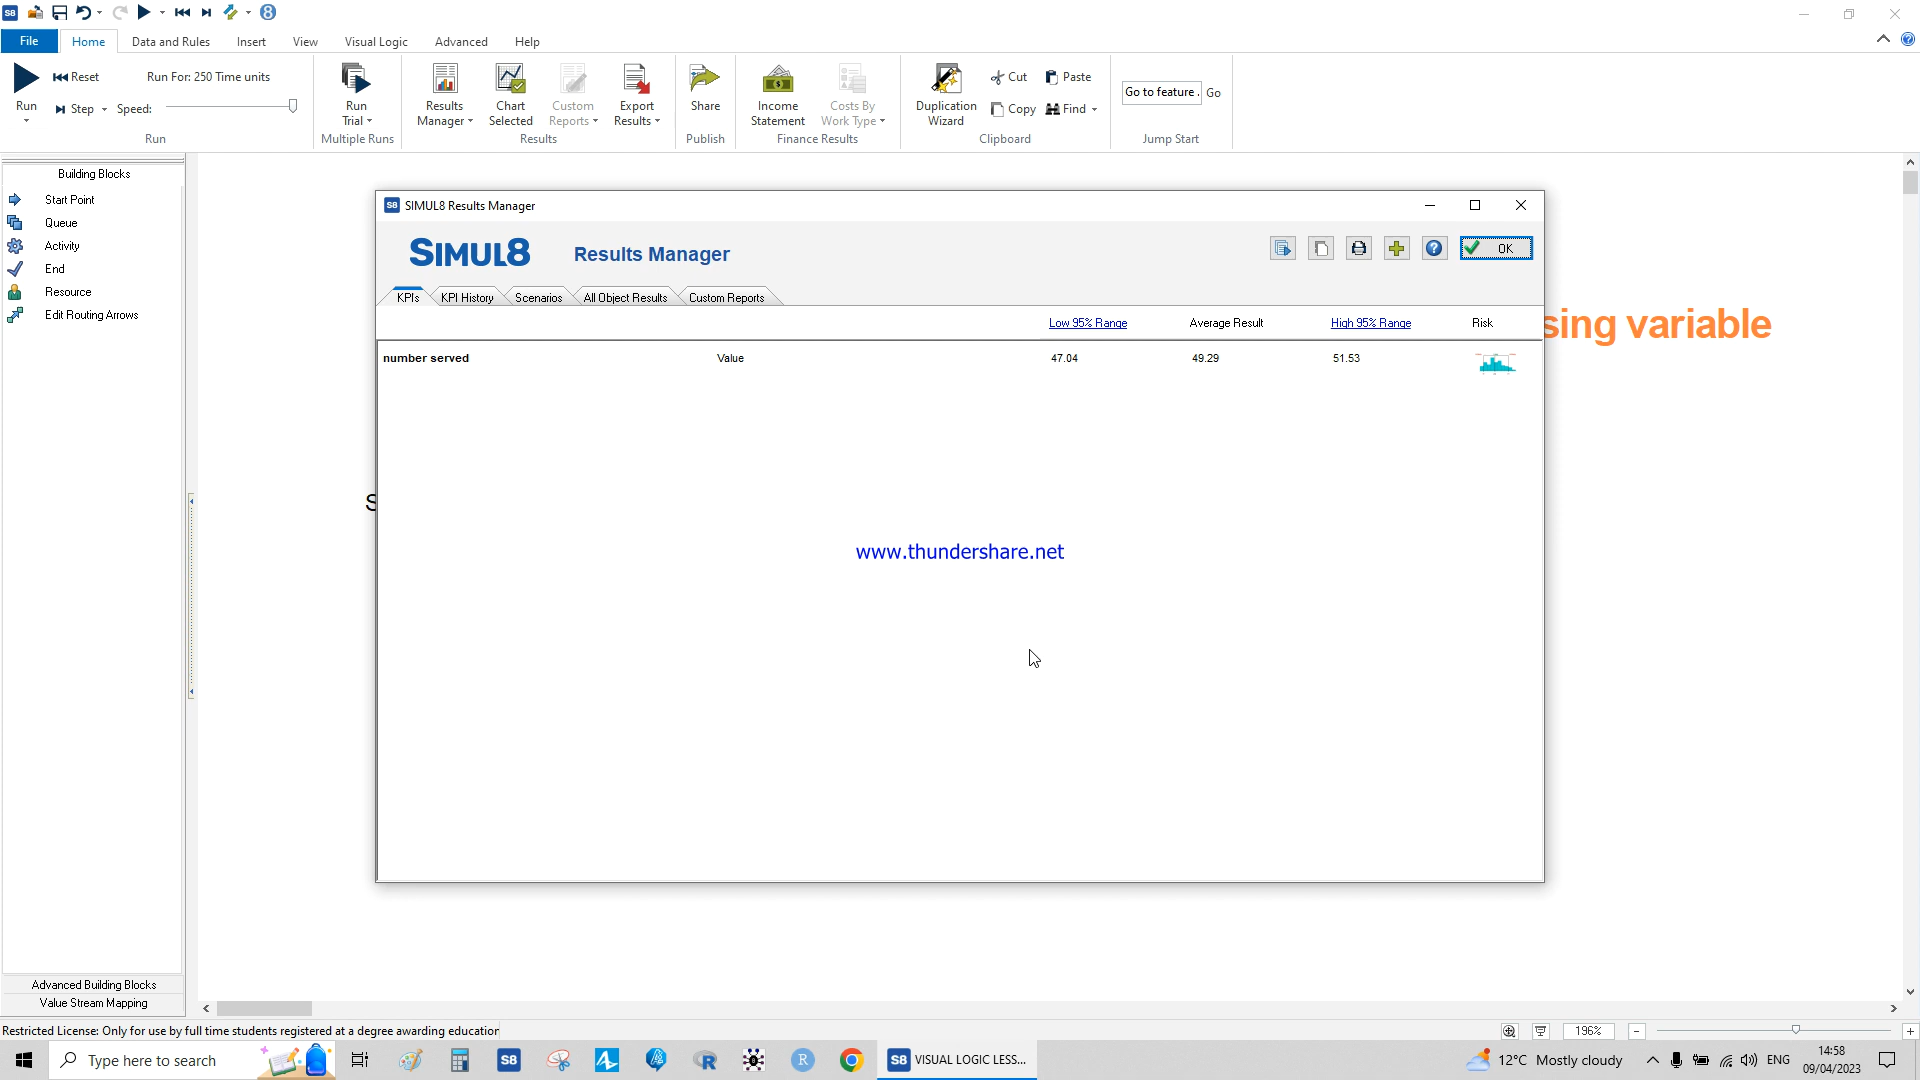 S8
File
Home
Data and Rules
Insert
View
Visual Logic
Advanced
Help
Run
Reset
Run For: 250 Time units
Step
Speed:
Run
Run Trial
Multiple Runs
Results Manager
Chart Selected
Custom Reports
Export Results
Results
Share
Publish
Income Statement
Costs By Work Type
Finance Results
Duplication Wizard
Cut
Paste
Copy
Find
Clipboard
Go to feature .
Go
Jump Start
Building Blocks
Start Point
Queue
Activity
End
Resource
Edit Routing Arrows
Advanced Building Blocks
Value Stream Mapping
S8 SIMUL8 Results Manager
SIMUL8 Results Manager
OK
KPIs
KPI History
Scenarios
All Object Results
Custom Reports
Low 95% Range
Average Result
High 95% Range
Risk
number served
Value
47.04
49.29
51.53
sing variable
S
www.thundershare.net
Restricted License: Only for use by full time students registered at a degree awarding education
196%
Type here to search
S8
R
S8 VISUAL LOGIC LESS...
12°C Mostly cloudy
ENG
14:58
09/04/2023